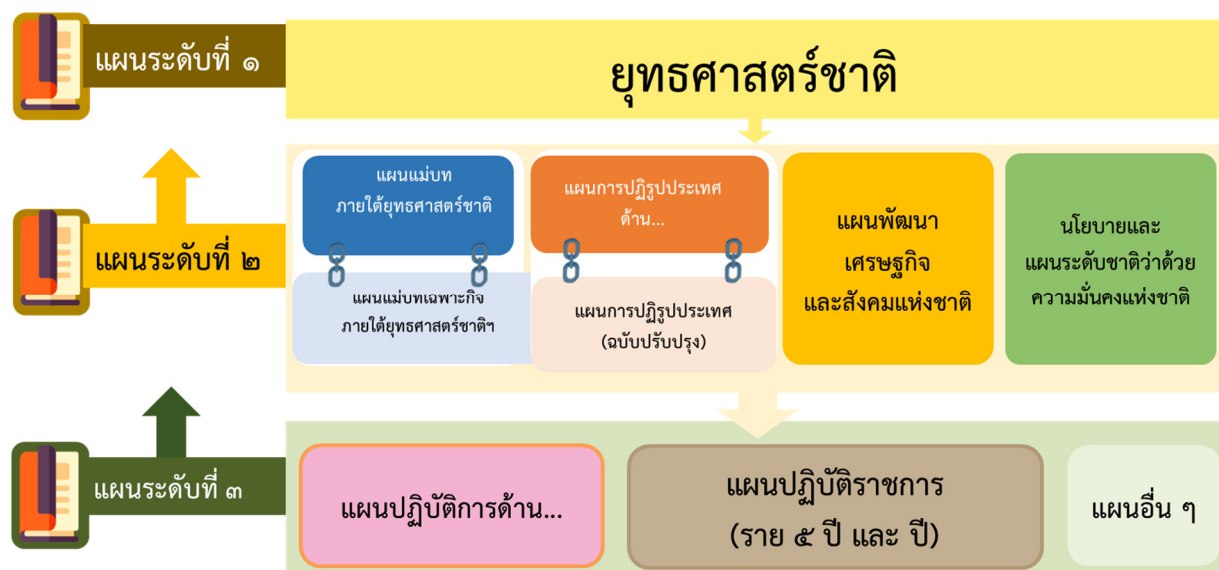 แผนระดับที่ ๑
ยุทธศาสตร์ชาติ
แผนระดับที่ ๒
แผนแม่บท
ภายใต้ยุทธศาสตร์ชาติ
แผนแม่บทเฉพาะกิจ
ภายใต้ยุทธศาสตร์ชาติฯ
แผนการปฏิรูปประเทศ
ด้าน...
แผนการปฏิรูปประเทศ
(ฉบับปรับปรุง)
แผนพัฒนา
เศรษฐกิจ
และสังคมแห่งชาติ
นโยบายและ
แผนระดับชาติว่าด้วย
ความมั่นคงแห่งชาติ
แผนระดับที่ ๓
แผนปฏิบัติการด้าน...
แผนปฏิบัติราชการ
(ราย ๕ ปี และ ปี)
แผนอื่น ๆ